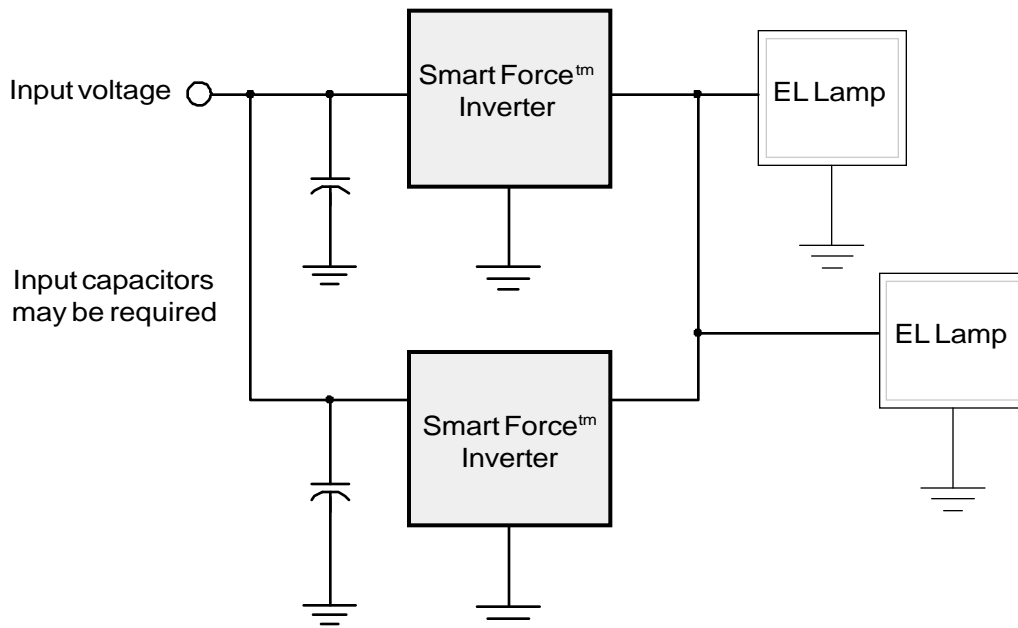 Smart Force™
Inverter
EL Lamp
Input voltage
Input capacitors
may be required
EL Lamp
Smart Force™
Inverter